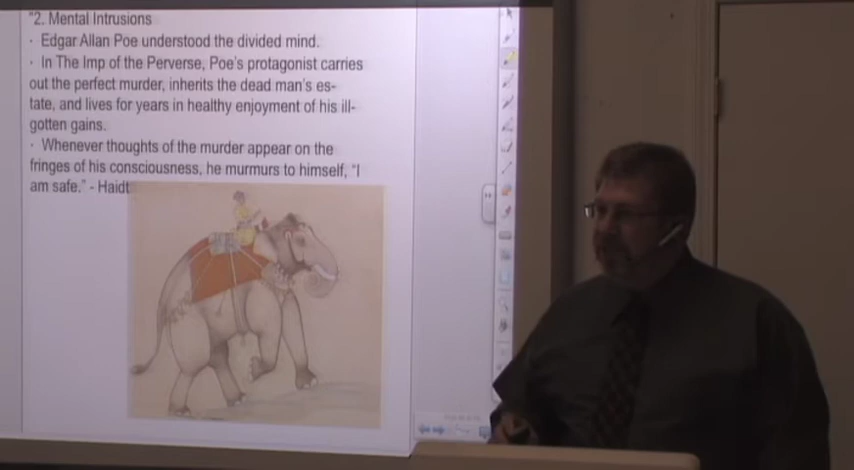 "2. Mental Intrusions
· Edgar Allan Poe understood the divided mind.
· In The Imp of the Perverse, Poe's protagonist carries
out the perfect murder, inherits the dead man's es-
tate, and lives for years in healthy enjoyment of his ill-
gotten gains.
· Whenever thoughts of the murder appear on the
fringes of his consciousness, he murmurs to himself, "I
am safe." - Haidt